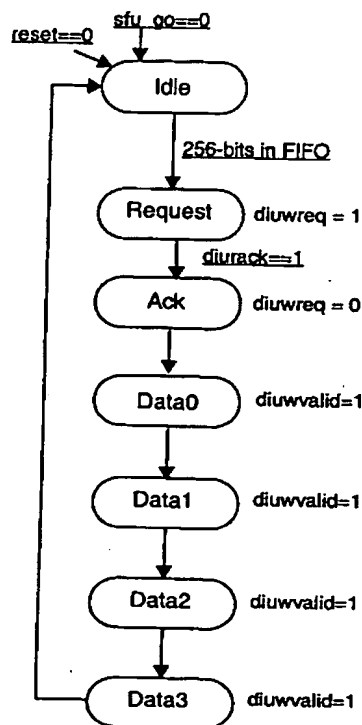 sfu_go==0
reset==0
Idle
256-bits in FIFO
Request diuwreq = 1
diurack==1
Ack diuwreq = 0
Data0 diuwvalid=1
Data1 diuwvalid=1
Data2 diuwvalid=1
Data3 diuwvalid=1